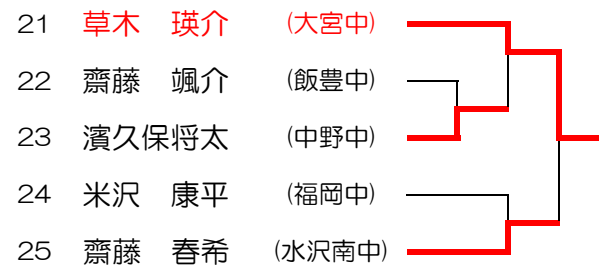 21 草木 瑛介 (大宮中)
22 齋藤 颯介 (飯豊中)
23 濱久保将太 (中野中)
24 米沢 康平 (福岡中)
25 齋藤 春希 (水沢南中)